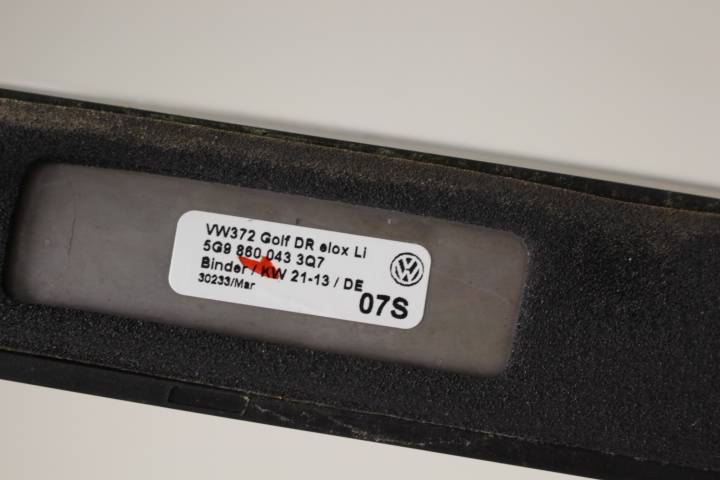 VW372 Golf DR elox Li
5G9 860 043 3Q7
Binder / KW 21-13 / DE
30233/Mar
07S